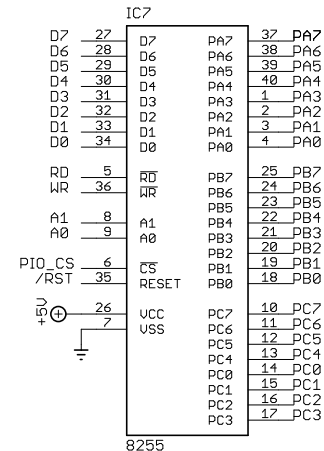 IC7
D7 27 D7 PA7 37 PA7
D6 28 D6 PA6 38 PA6
D5 29 D5 PA5 39 PA5
D4 30 D4 PA4 40 PA4
D3 31 D3 PA3 1 PA3
D2 32 D2 PA2 2 PA2
D1 33 D1 PA1 3 PA1
D0 34 D0 PA0 4 PA0
RD 5 RD PB7 25 PB7
WR 36 WR PB6 24 PB6
PB5 23 PB5
A1 8 A1 PB4 22 PB4
A0 9 A0 PB3 21 PB3
PB2 20 PB2
PIO_CS 6 CS PB1 19 PB1
/RST 35 RESET PB0 18 PB0
+5V 26 VCC PC7 10 PC7
7 VSS PC6 11 PC6
PC5 12 PC5
PC4 13 PC4
PC0 14 PC0
PC1 15 PC1
PC2 16 PC2
PC3 17 PC3
8255